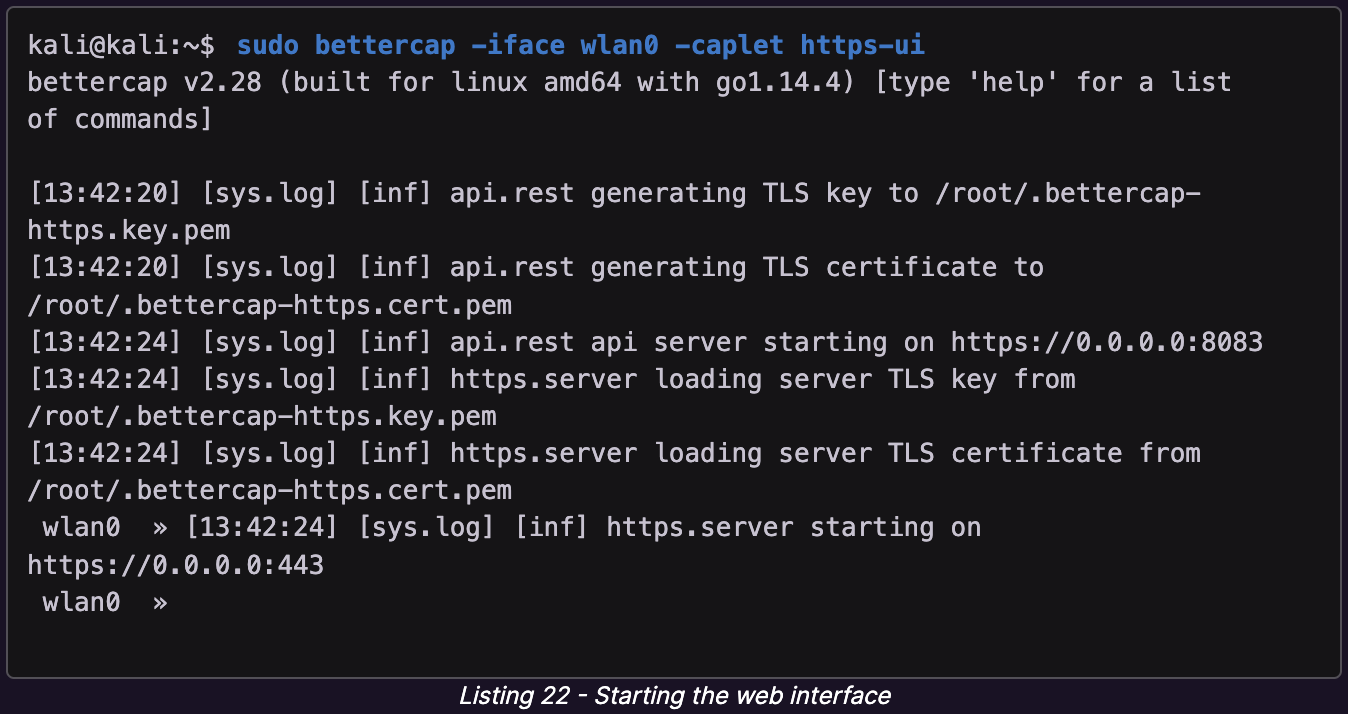 kali@kali:~$ sudo bettercap -iface wlan0 -caplet https-ui
bettercap v2.28 (built for linux amd64 with go1.14.4) [type 'help' for a list
of commands]
[13:42:20] [sys.log] [inf] api.rest generating TLS key to /root/.bettercap-
https.key.pem
[13:42:20] [sys.log] [inf] api.rest generating TLS certificate to
/root/.bettercap-https.cert.pem
[13:42:24] [sys.log] [inf] api.rest api server starting on https://0.0.0.0:8083
[13:42:24] [sys.log] [inf] https.server loading server TLS key from
/root/.bettercap-https.key.pem
[13:42:24] [sys.log] [inf] https.server loading server TLS certificate from
/root/.bettercap-https.cert.pem
wlan0  » [13:42:24] [sys.log] [inf] https.server starting on
https://0.0.0.0:443
wlan0  »
Listing 22 - Starting the web interface